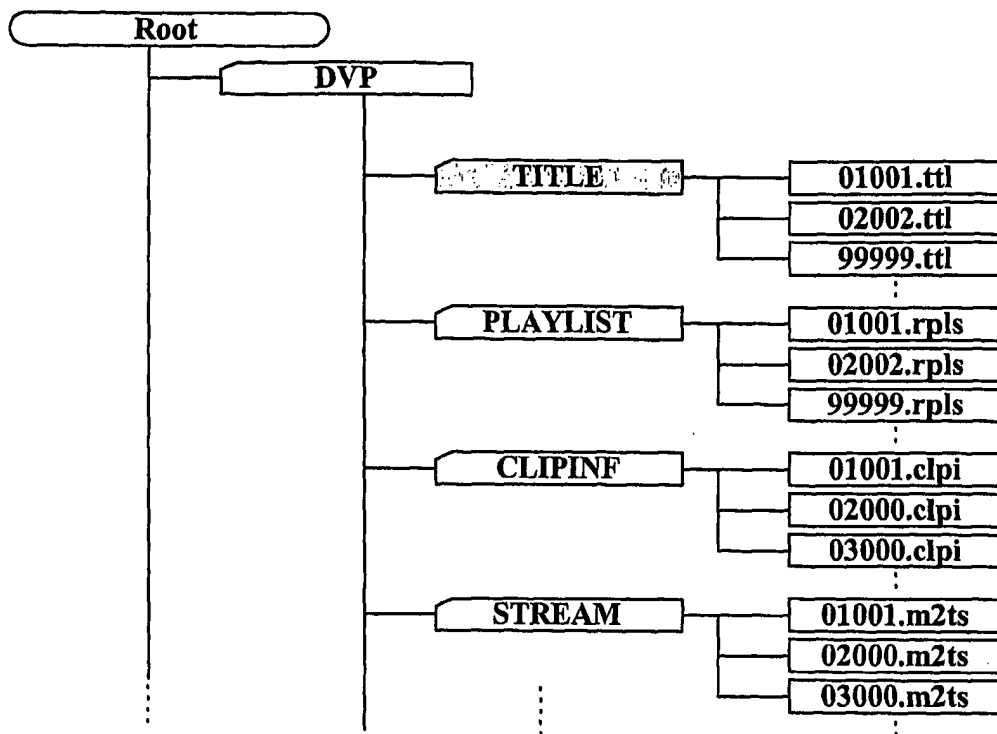 Root
DVP
TITLE
01001.ttl
02002.ttl
99999.ttl
PLAYLIST
01001.rpls
02002.rpls
99999.rpls
CLIPINF
01001.clpi
02000.clpi
03000.clpi
STREAM
01001.m2ts
02000.m2ts
03000.m2ts